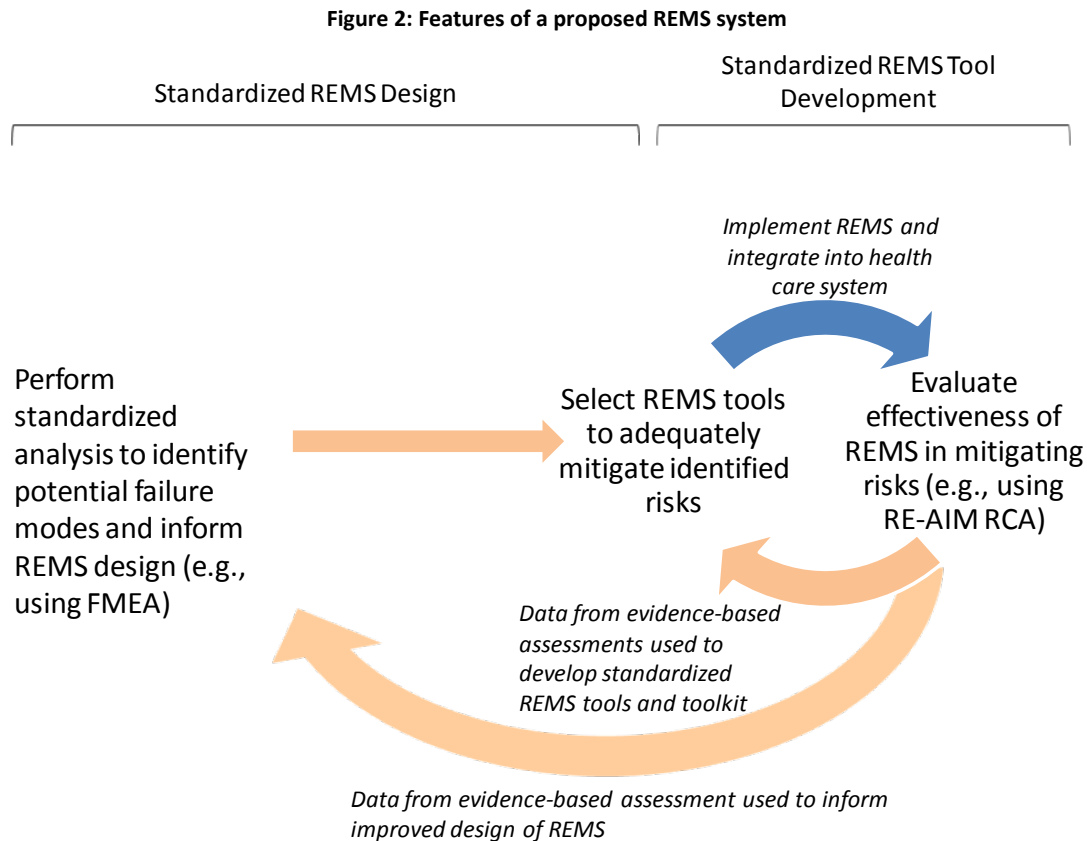 Figure 2: Features of a proposed REMS system
Standardized REMS Design
Standardized REMS Tool
Development
Implement REMS and
integrate into health
care system
Perform
standardized
analysis to identify
potential failure
modes and inform
REMS design (e.g.,
using FMEA)
Select REMS tools
to adequately
mitigate identified
risks
Evaluate
effectiveness of
REMS in mitigating
risks (e.g., using
RE-AIM RCA)
Data from evidence-based
assessments used to
develop standardized
REMS tools and toolkit
Data from evidence-based assessment used to inform
improved design of REMS